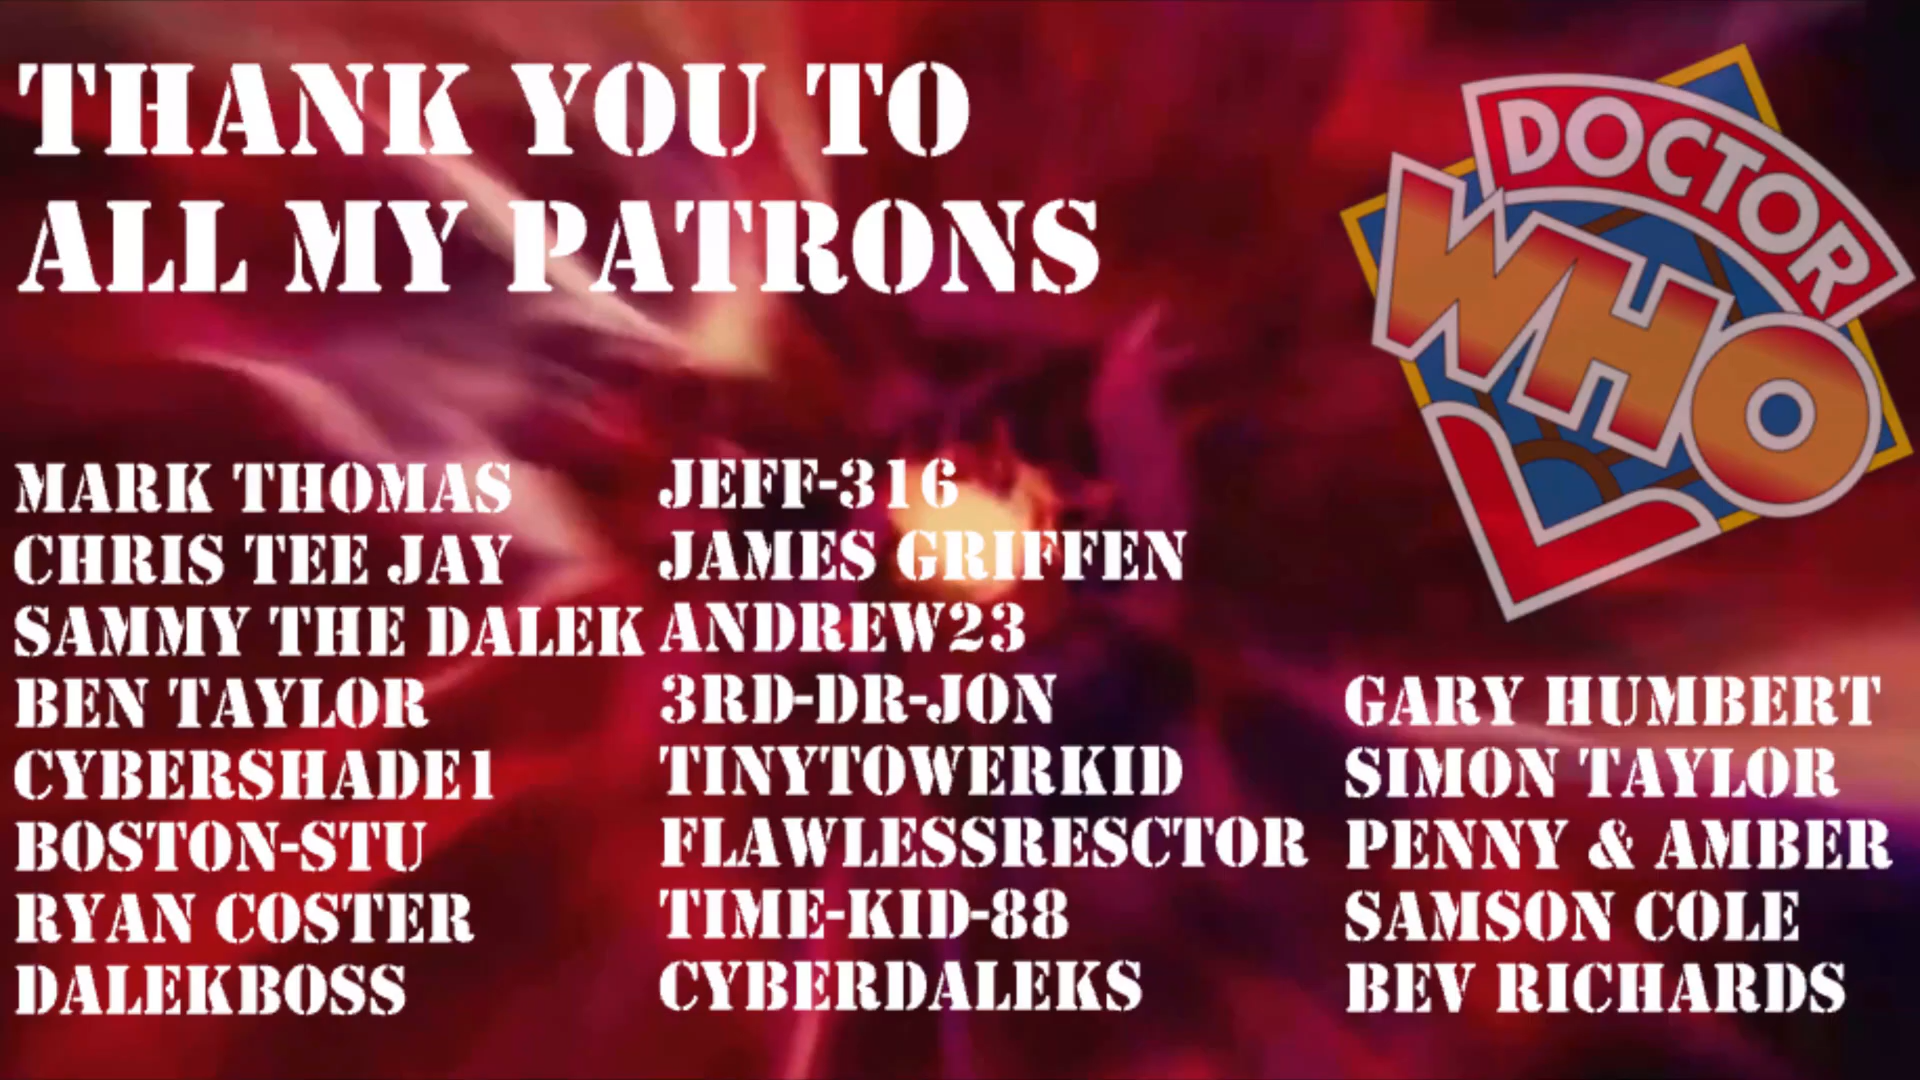 THANK YOU TO
ALL MY PATRONS
DOCTOR
WHO
MARK THOMAS
CHRIS TEE JAY
SAMMY THE DALEK
BEN TAYLOR
CYBERSHADE1
BOSTON-STU
RYAN COSTER
DALEKBOSS
JEFF-316
JAMES GRIFFEN
ANDREW23
3RD-DR-JON
TINYTOWERKID
FLAWLESSRESCTOR
TIME-KID-88
CYBERDALEKS
GARY HUMBERT
SIMON TAYLOR
PENNY & AMBER
SAMSON COLE
BEV RICHARDS